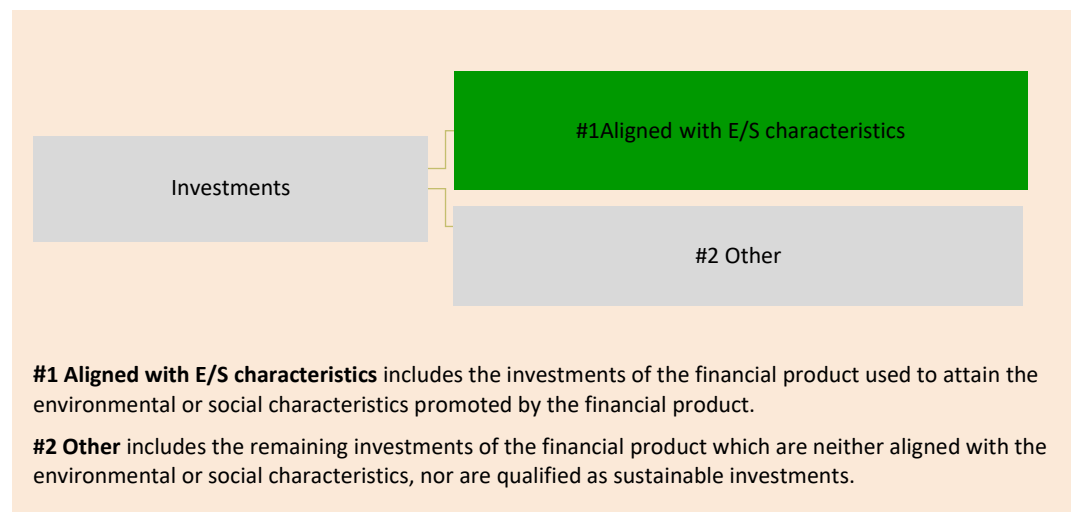 #1Aligned with E/S characteristics
Investments
#2 Other
#1 Aligned with E/S characteristics includes the investments of the financial product used to attain the
environmental or social characteristics promoted by the financial product.
#2 Other includes the remaining investments of the financial product which are neither aligned with the
environmental or social characteristics, nor are qualified as sustainable investments.